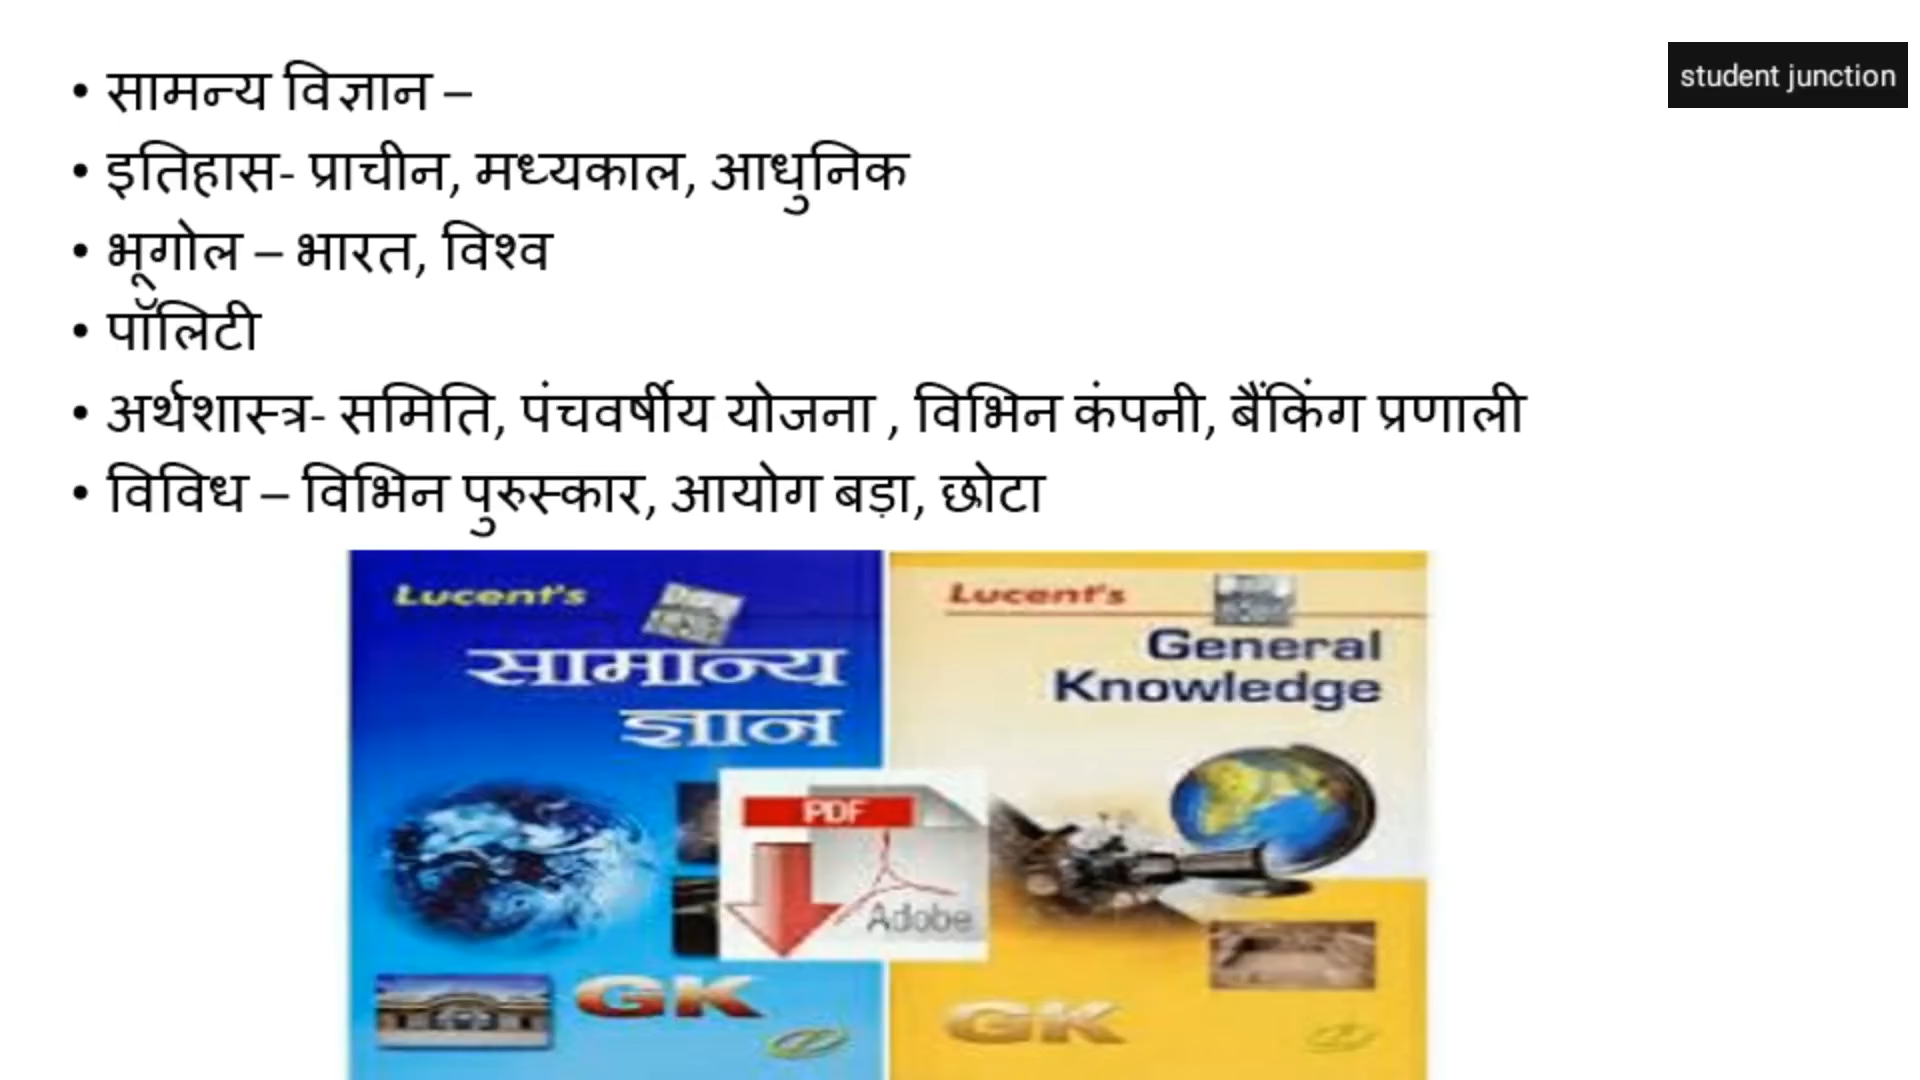 • सामन्य विज्ञान –
student junction
• इतिहास- प्राचीन, मध्यकाल, आधुनिक
• भूगोल – भारत, विश्व
• पॉलिटी
• अर्थशास्त्र- समिति, पंचवर्षीय योजना , विभिन कंपनी, बैंकिंग प्रणाली
• विविध – विभिन पुरुस्कार, आयोग बड़ा, छोटा
Lucent's
सामान्य
ज्ञान
GK
PDF
Adobe
Lucent's
General
Knowledge
GK